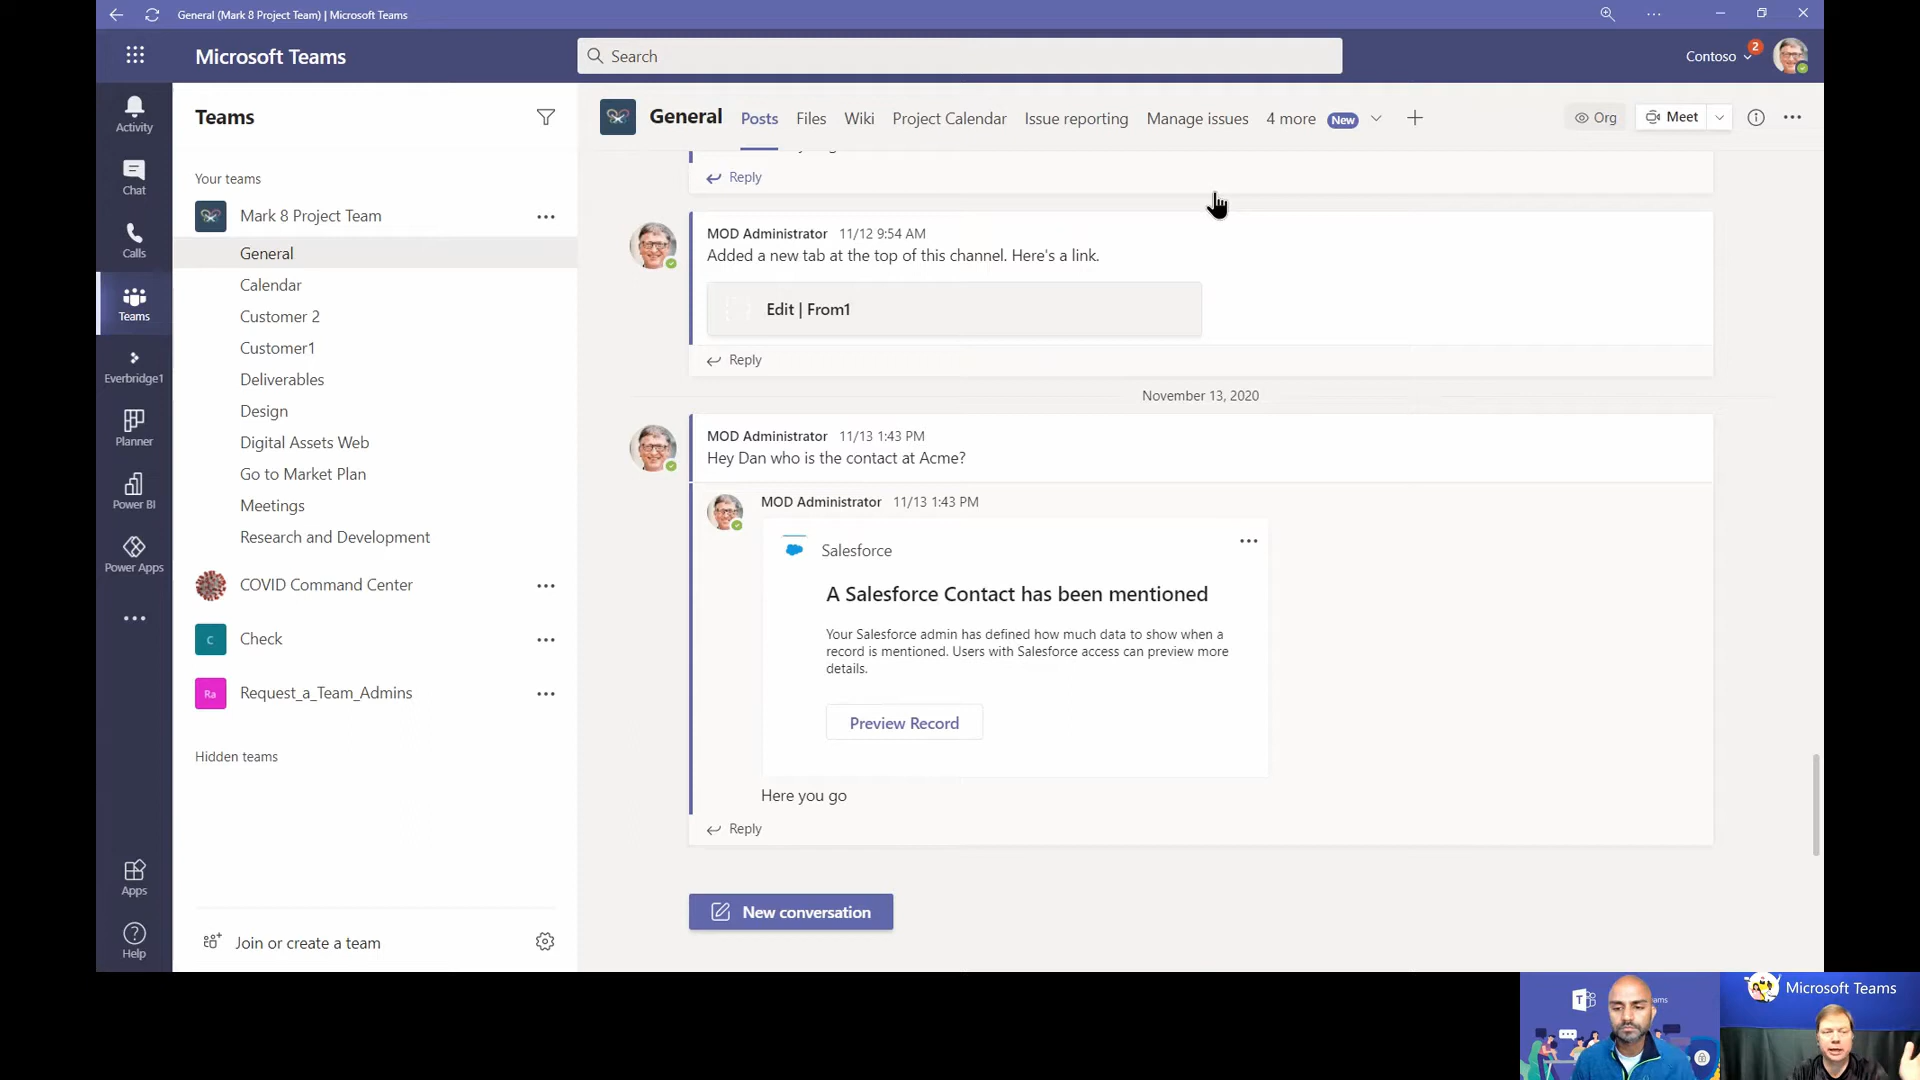 General (Mark 8 Project Team) | Microsoft Teams
Microsoft Teams
Search
Contoso
2
Activity
Chat
Calls
Teams
Everbridge1
Planner
Power BI
Power Apps
Apps
Help
Teams
Your teams
Mark 8 Project Team
General
Calendar
Customer 2
Customer1
Deliverables
Design
Digital Assets Web
Go to Market Plan
Meetings
Research and Development
COVID Command Center
C
Check
Ra
Request_a_Team_Admins
Hidden teams
Join or create a team
General
Posts
Files
Wiki
Project Calendar
Issue reporting
Manage issues
4 more
New
Org
Meet
Reply
MOD Administrator 11/12 9:54 AM
Added a new tab at the top of this channel. Here's a link.
Edit | From1
Reply
November 13, 2020
MOD Administrator 11/13 1:43 PM
Hey Dan who is the contact at Acme?
MOD Administrator 11/13 1:43 PM
Salesforce
A Salesforce Contact has been mentioned
Your Salesforce admin has defined how much data to show when a
record is mentioned. Users with Salesforce access can preview more
details.
Preview Record
Here you go
Reply
New conversation
Microsoft Teams